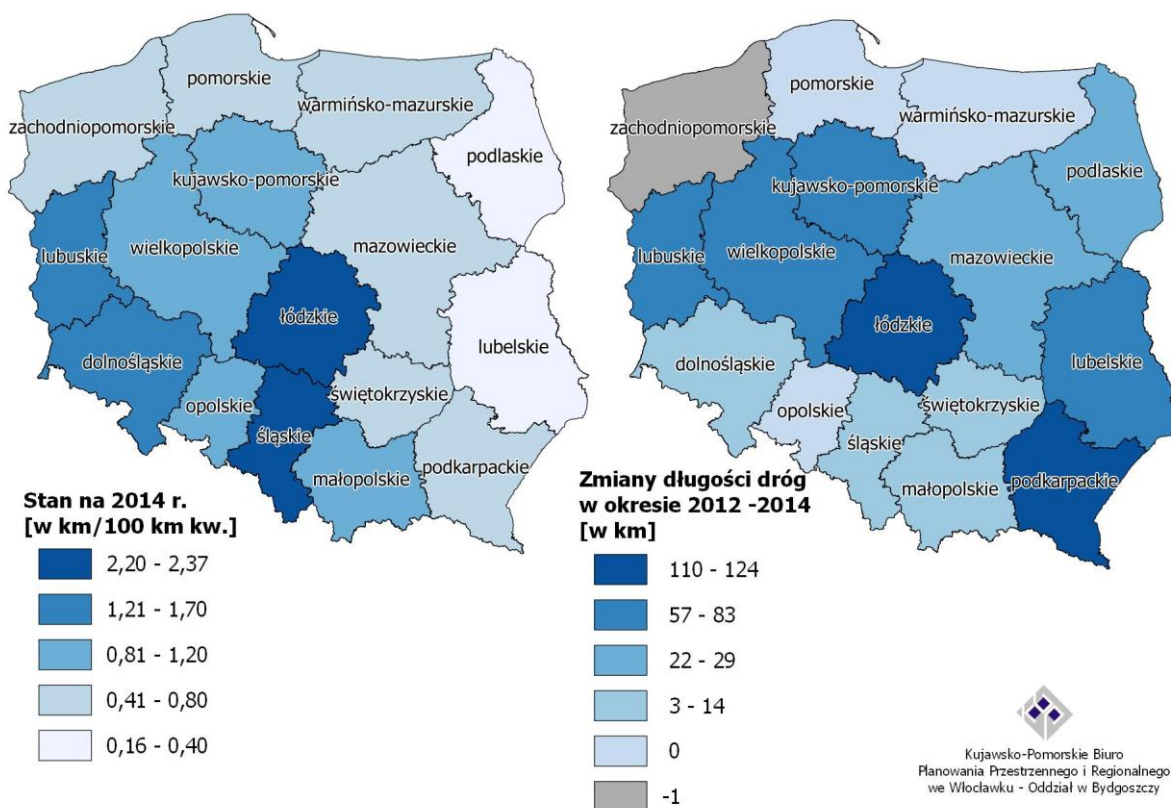 pomorskie
warmińsko-mazurskie
zachodniopomorskie
podlaskie
kujawsko-pomorskie
mazowieckie
lubuskie
wielkopolskie
łódzkie
lubelskie
dolnośląskie
świętokrzyskie
opolskie
śląskie
podkarpackie
małopolskie
Stan na 2014 r.
[w km/100 km kw.]
2,20 - 2,37
1,21 - 1,70
0,81 - 1,20
0,41 - 0,80
0,16 - 0,40
pomorskie
zachodniopomorskie
warmińsko-mazurskie
podlaskie
kujawsko-pomorskie
lubuskie
wielkopolskie
mazowieckie
łódzkie
dolnośląskie
lubelskie
opolskie
świętokrzyskie
śląskie
małopolskie
podkarpackie
Zmiany długości dróg
w okresie 2012 -2014
[w km]
110 - 124
57 - 83
22 - 29
3 - 14
0
-1
Kujawsko-Pomorskie Biuro
Planowania Przestrzennego i Regionalnego
we Włocławku - Oddział w Bydgoszczy